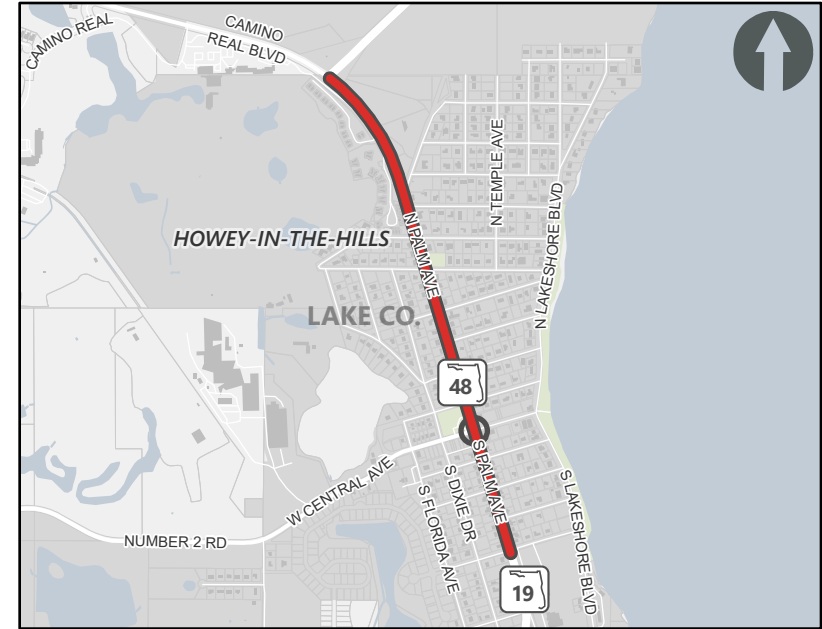 CAMINO REAL
CAMINO
REAL BLVD
N TEMPLE AVE
N LAKESHORE BLVD
N PALM AVE
HOWEY-IN-THE-HILLS
LAKE CO.
48
W CENTRAL AVE
S PALM AVE
S DIXIE DR
S FLORIDA AVE
S LAKESHORE BLVD
NUMBER 2 RD
19